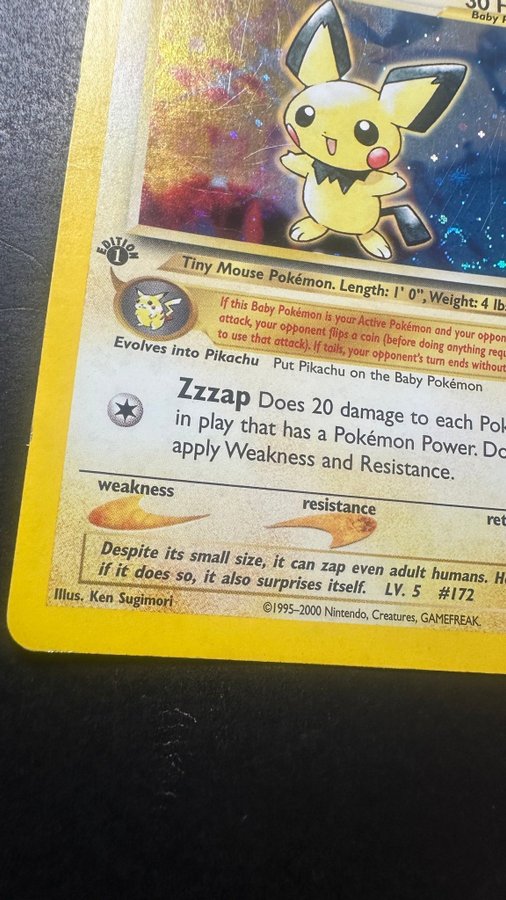 30
Baby
EDITION
1
Tiny Mouse Pokémon. Length: 1' 0", Weight: 4
If this Baby Pokémon is your Active Pokémon and your
attack, your opponent flips a coin (before doing anything
to use that attack). If tails, your opponent's turn ends without
Evolves into Pikachu Put Pikachu on the Baby Pokémon
Zzzap Does 20 damage to each
in play that has a Pokémon Power.
apply Weakness and Resistance.
weakness
resistance
Despite its small size, it can zap even adult humans.
if it does so, it also surprises itself. LV. 5 #172
Illus. Ken Sugimori
©1995–2000 Nintendo, Creatures, GAMEFREAK.